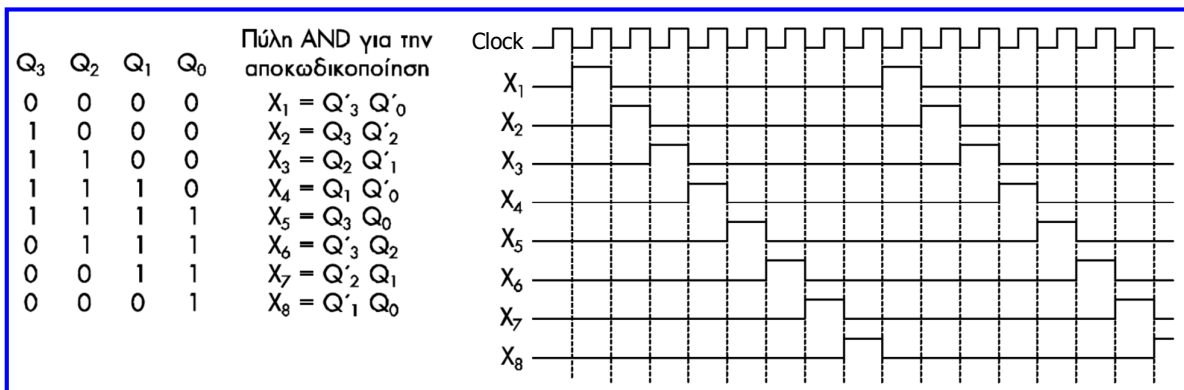 Πύλη AND για την
Q3 Q2 Q1 Q0 αποκωδικοποίηση
0 0 0 0 X1 = Q´3 Q´0
1 0 0 0 X2 = Q3 Q´2
1 1 0 0 X3 = Q2 Q´1
1 1 1 0 X4 = Q1 Q´0
1 1 1 1 X5 = Q3 Q0
0 1 1 1 X6 = Q´3 Q2
0 0 1 1 X7 = Q´2 Q1
0 0 0 1 X8 = Q´1 Q0
Clock
X1
X2
X3
X4
X5
X6
X7
X8